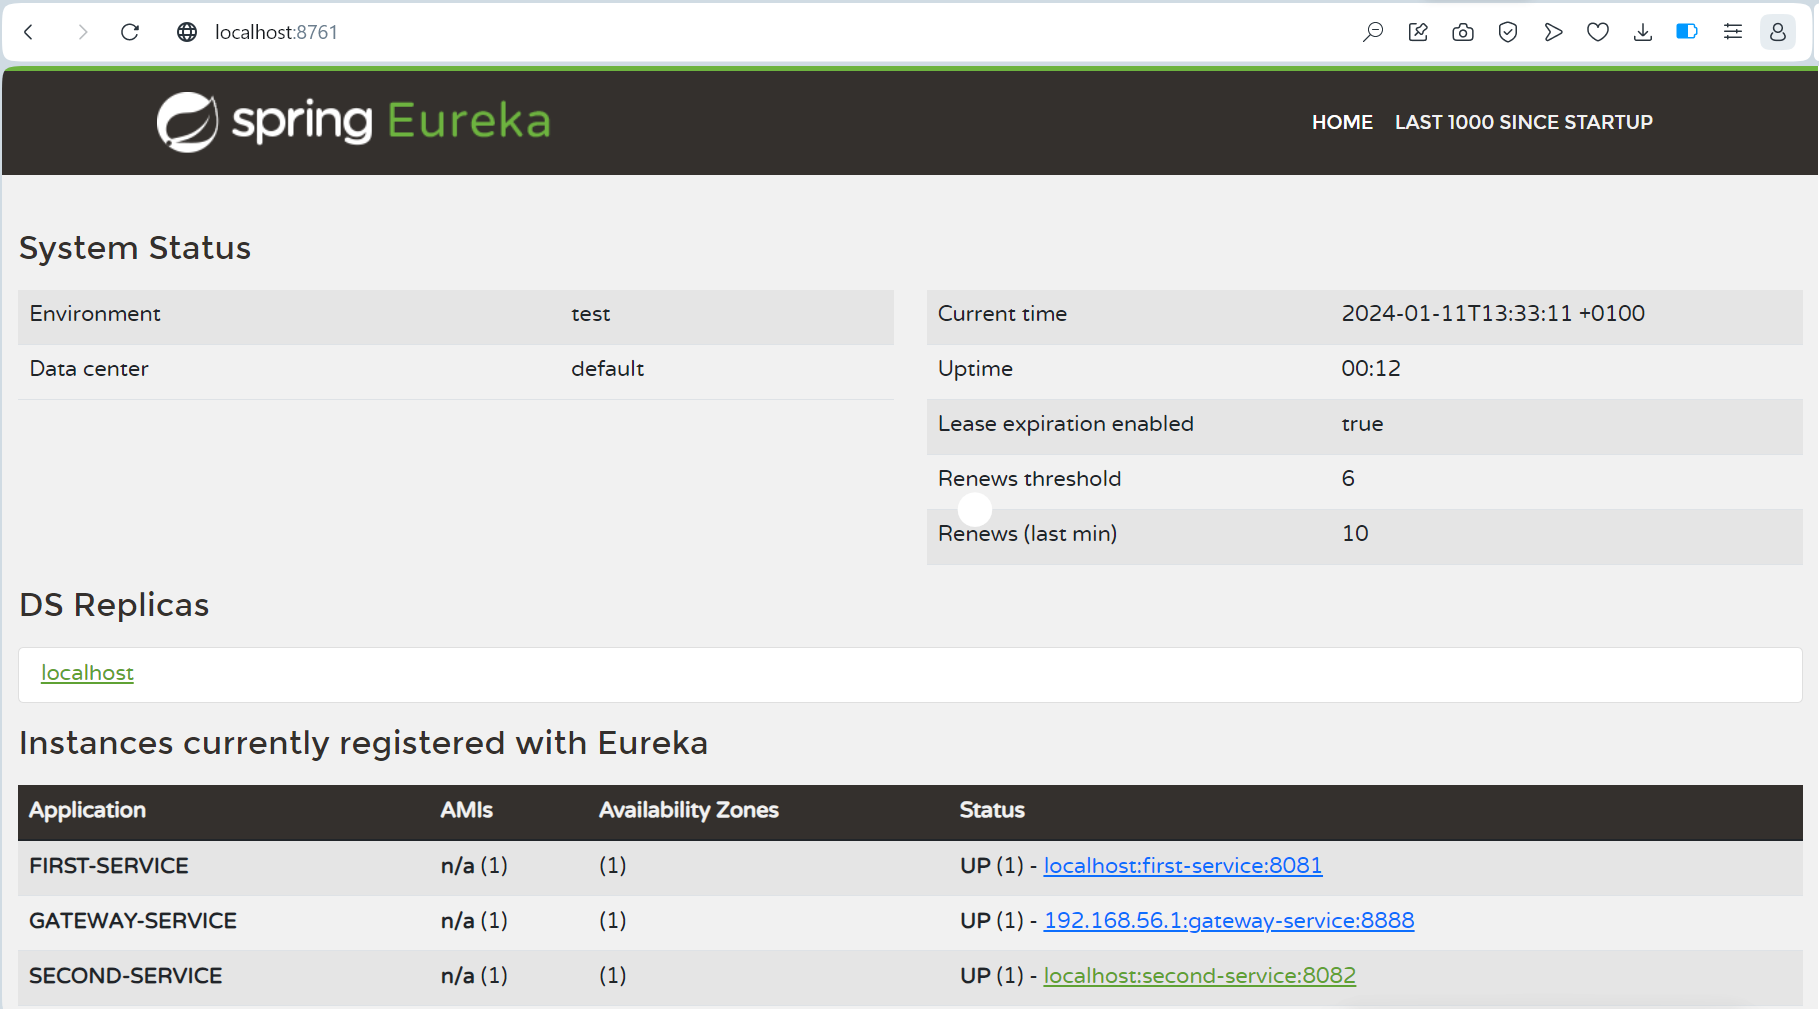 localhost:8761
spring Eureka
HOME LAST 1000 SINCE STARTUP
System Status
Environment test
Data center default
Current time 2024-01-11T13:33:11 +0100
Uptime 00:12
Lease expiration enabled true
Renews threshold 6
Renews (last min) 10
DS Replicas
localhost
Instances currently registered with Eureka
Application AMIs Availability Zones Status
FIRST-SERVICE n/a (1) (1) UP (1) - localhost:first-service:8081
GATEWAY-SERVICE n/a (1) (1) UP (1) - 192.168.56.1:gateway-service:8888
SECOND-SERVICE n/a (1) (1) UP (1) - localhost:second-service:8082